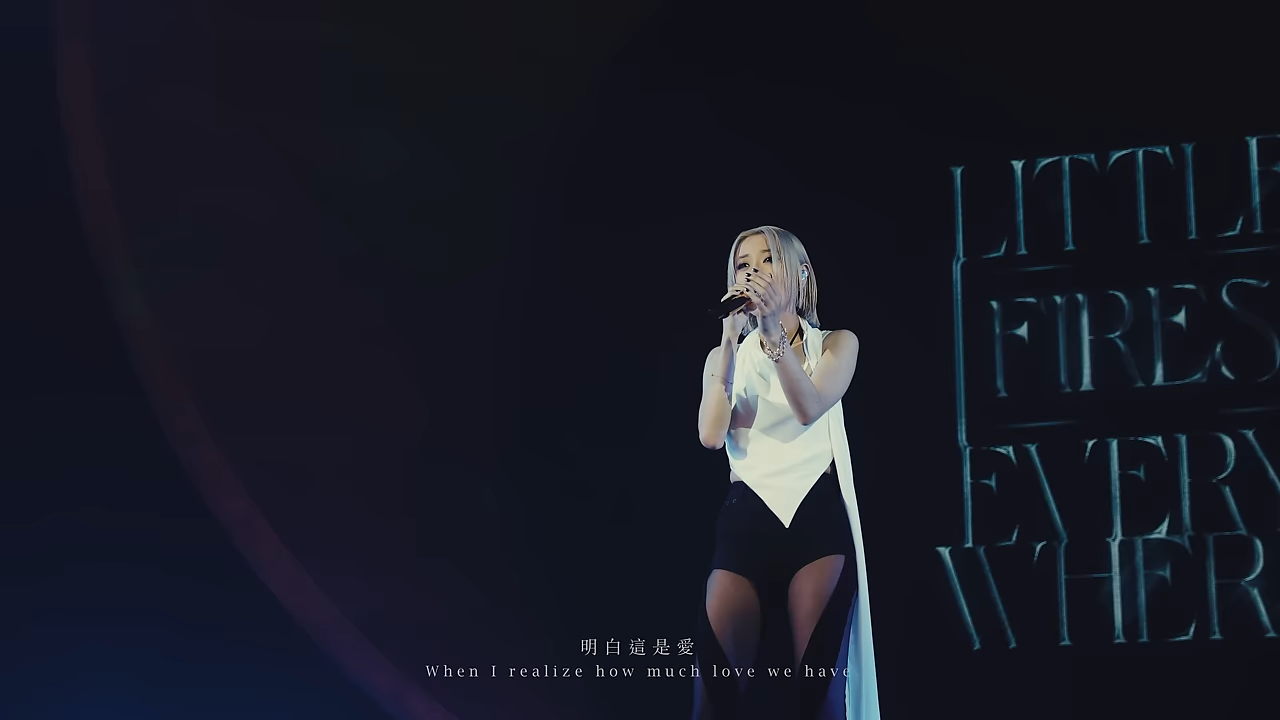 LITTLE
FIRES
EVERY
WHER
明白這是愛
When I realize how much love we have